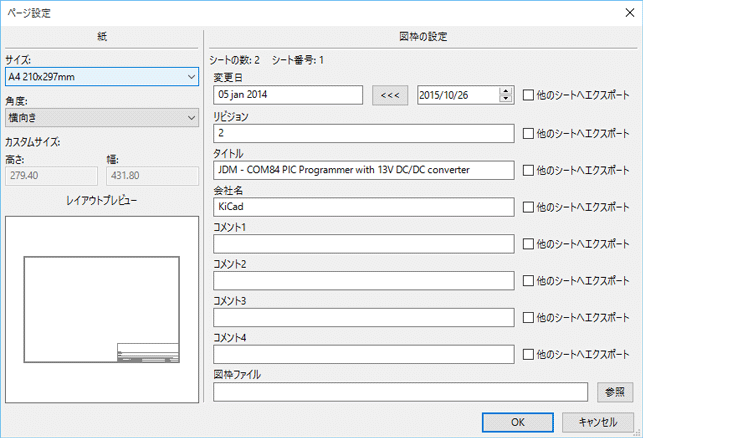 ページ設定
紙
サイズ:
A4 210x297mm
角度:
横向き
カスタムサイズ:
高さ: 幅:
279.40 431.80
レイアウトプレビュー
図枠の設定
シートの数: 2 シート番号: 1
変更日
05 jan 2014 <<< 2015/10/26 他のシートへエクスポート
リビジョン
2 他のシートへエクスポート
タイトル
JDM - COM84 PIC Programmer with 13V DC/DC converter 他のシートへエクスポート
会社名
KiCad 他のシートへエクスポート
コメント1
他のシートへエクスポート
コメント2
他のシートへエクスポート
コメント3
他のシートへエクスポート
コメント4
他のシートへエクスポート
図枠ファイル
参照
OK キャンセル